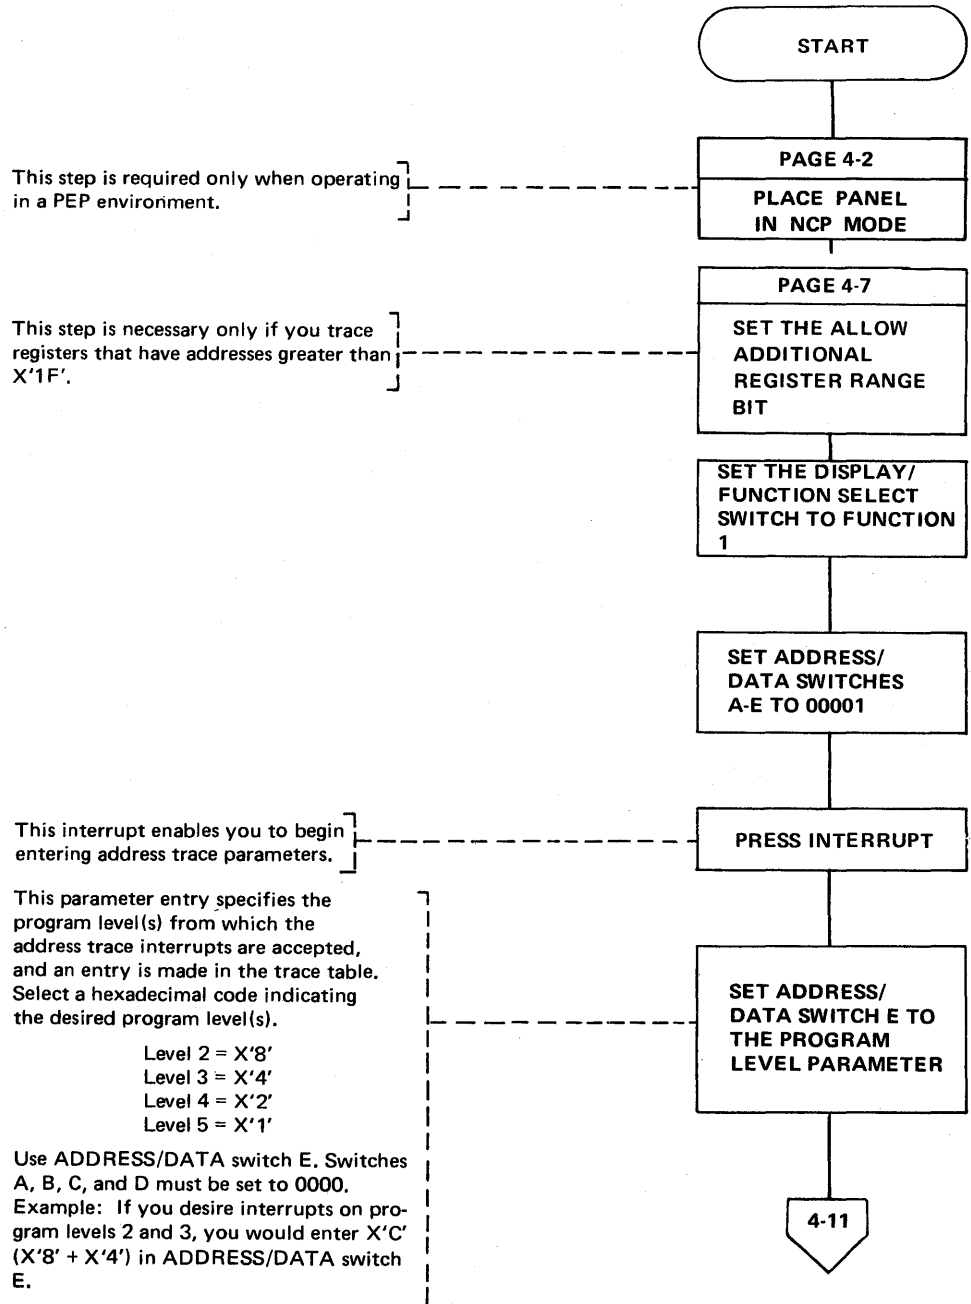 START
PAGE 4-2
PLACE PANEL
IN NCP MODE
This step is required only when operating
in a PEP environment.
PAGE 4-7
SET THE ALLOW
ADDITIONAL
REGISTER RANGE
BIT
This step is necessary only if you trace
registers that have addresses greater than
X'1F'.
SET THE DISPLAY/
FUNCTION SELECT
SWITCH TO FUNCTION
1
SET ADDRESS/
DATA SWITCHES
A-E TO 00001
PRESS INTERRUPT
This interrupt enables you to begin
entering address trace parameters.
SET ADDRESS/
DATA SWITCH E TO
THE PROGRAM
LEVEL PARAMETER
This parameter entry specifies the
program level(s) from which the
address trace interrupts are accepted,
and an entry is made in the trace table.
Select a hexadecimal code indicating
the desired program level(s).
Level 2 = X'8'
Level 3 = X'4'
Level 4 = X'2'
Level 5 = X'1'
Use ADDRESS/DATA switch E. Switches
A, B, C, and D must be set to 0000.
Example: If you desire interrupts on pro-
gram levels 2 and 3, you would enter X'C'
(X'8' + X'4') in ADDRESS/DATA switch
E.
4-11